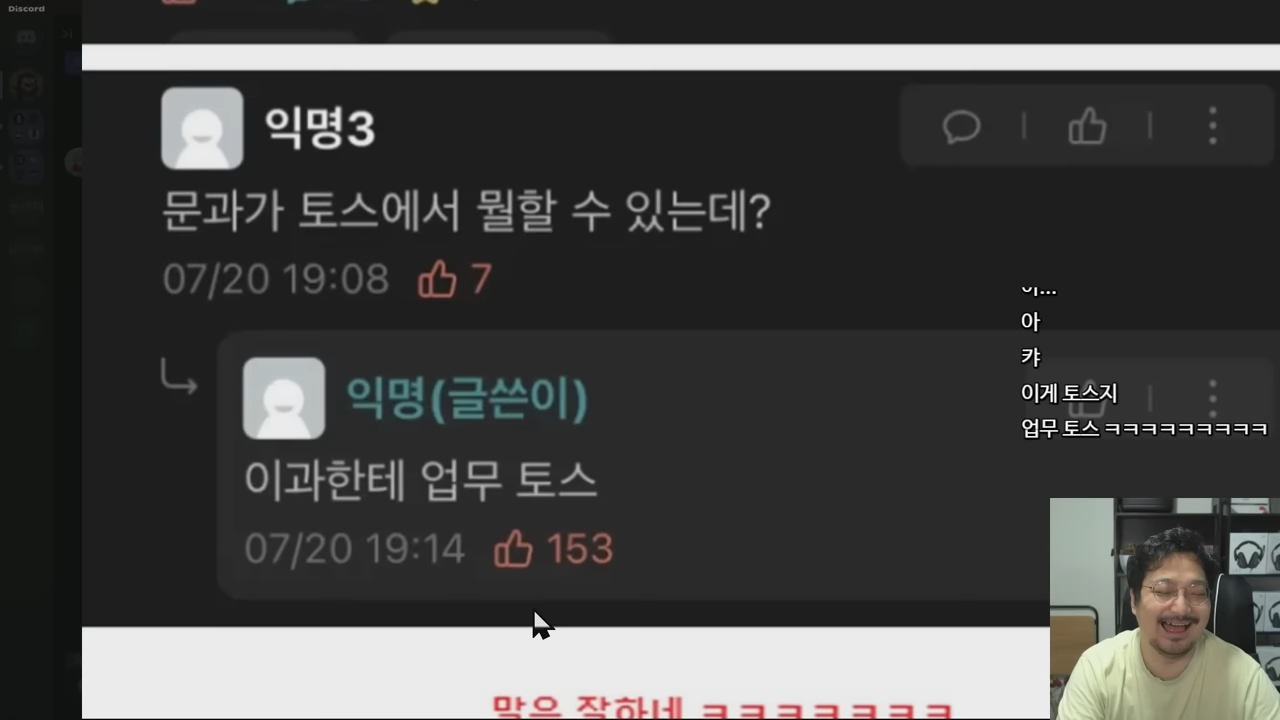 Discord
익명3
문과가 토스에서 뭘할 수 있는데?
07/20 19:08 7
익명(글쓴이)
이과한테 업무 토스
07/20 19:14 153
아
캬
이게 토스지
업무 토스 ㅋㅋㅋㅋㅋㅋㅋㅋㅋ
말은 잘하네 ㅋㅋㅋㅋㅋㅋㅋ